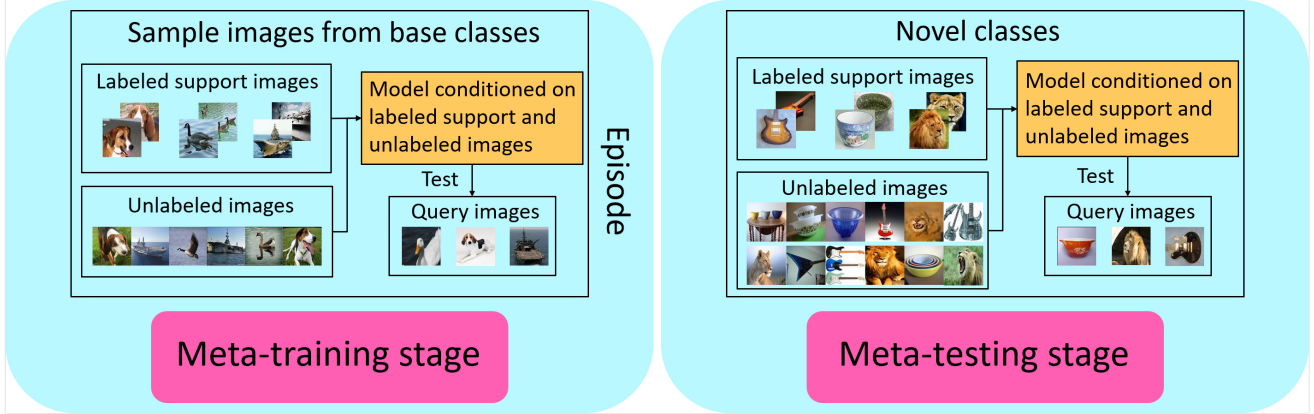 Sample images from base classes
Labeled support images
Model conditioned on
labeled support and
unlabeled images
Test
Unlabeled images
Query images
Episode
Meta-training stage
Novel classes
Labeled support images
Model conditioned on
labeled support and
unlabeled images
Test
Unlabeled images
Query images
Meta-testing stage